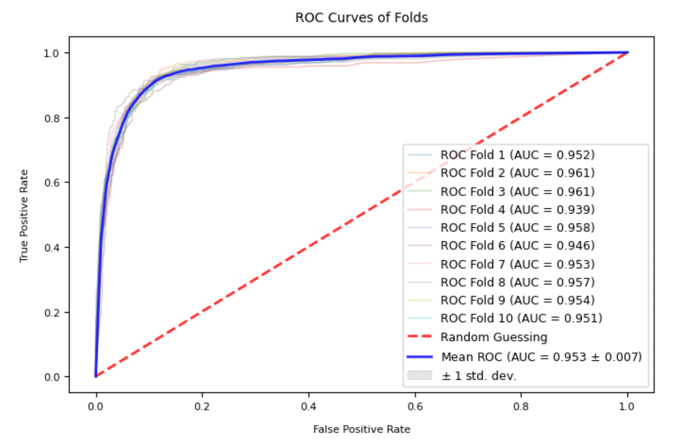 ROC Curves of Folds
True Positive Rate
1.0
0.8
0.6
0.4
0.2
0.0
ROC Fold 1 (AUC = 0.952)
ROC Fold 2 (AUC = 0.961)
ROC Fold 3 (AUC = 0.961)
ROC Fold 4 (AUC = 0.939)
ROC Fold 5 (AUC = 0.958)
ROC Fold 6 (AUC = 0.946)
ROC Fold 7 (AUC = 0.953)
ROC Fold 8 (AUC = 0.957)
ROC Fold 9 (AUC = 0.954)
ROC Fold 10 (AUC = 0.951)
Random Guessing
Mean ROC (AUC = 0.953 ± 0.007)
± 1 std. dev.
0.0 0.2 0.4 0.6 0.8 1.0
False Positive Rate